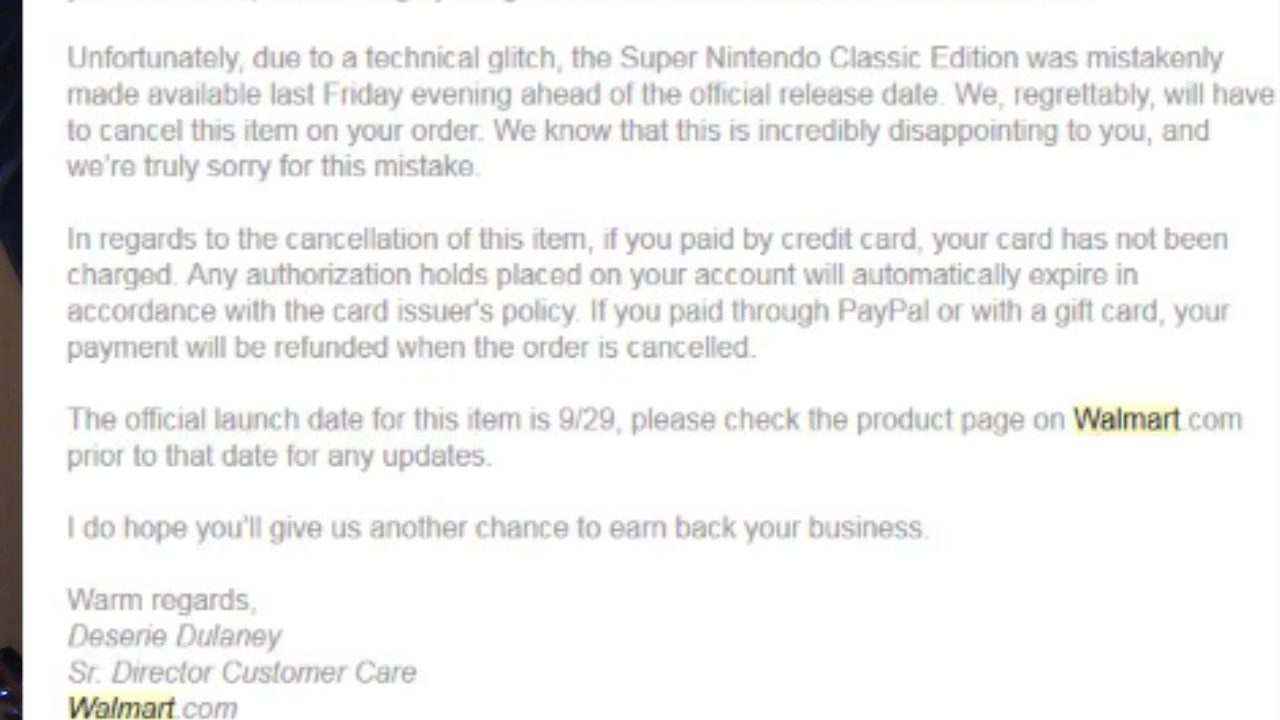 Unfortunately, due to a technical glitch, the Super Nintendo Classic Edition was mistakenly
made available last Friday evening ahead of the official release date. We, regrettably, will have
to cancel this item on your order. We know that this is incredibly disappointing to you, and
we're truly sorry for this mistake.
In regards to the cancellation of this item, if you paid by credit card, your card has not been
charged. Any authorization holds placed on your account will automatically expire in
accordance with the card issuer's policy. If you paid through PayPal or with a gift card, your
payment will be refunded when the order is cancelled.
The official launch date for this item is 9/29, please check the product page on Walmart.com
prior to that date for any updates.
I do hope you'll give us another chance to earn back your business.
Warm regards,
Deserie Dulaney
Sr. Director Customer Care
Walmart.com